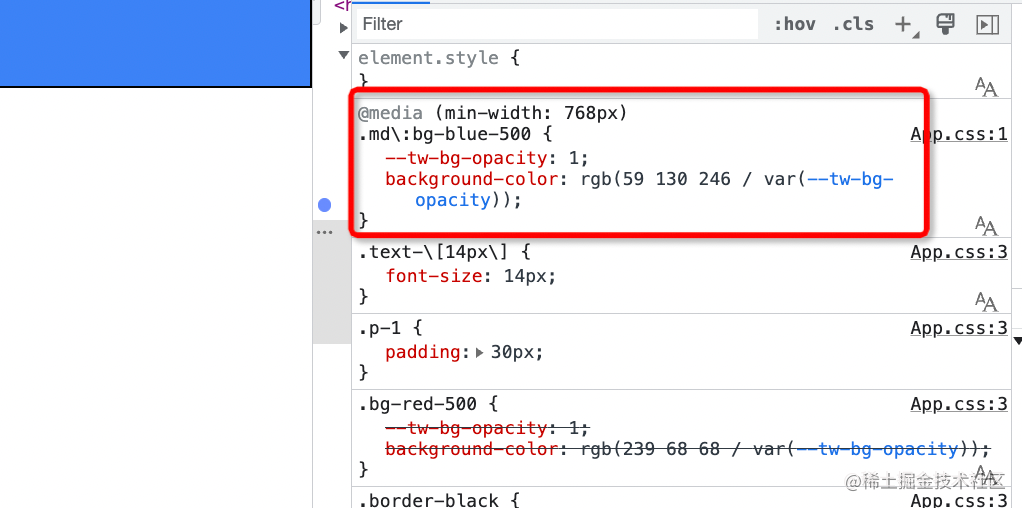 <h
Filter :hov .cls
element.style {
}
@media (min-width: 768px)
.md\:bg-blue-500 { App.css:1
--tw-bg-opacity: 1;
background-color: rgb(59 130 246 / var(--tw-bg-
opacity));
}
.text-\[14px\] { App.css:3
font-size: 14px;
}
.p-1 { App.css:3
padding: 30px;
}
.bg-red-500 { App.css:3
--tw-bg-opacity: 1;
background-color: rgb(239 68 68 / var(--tw-bg-opacity));
}
@稀土掘金技术社区
.border-black { App.css:3